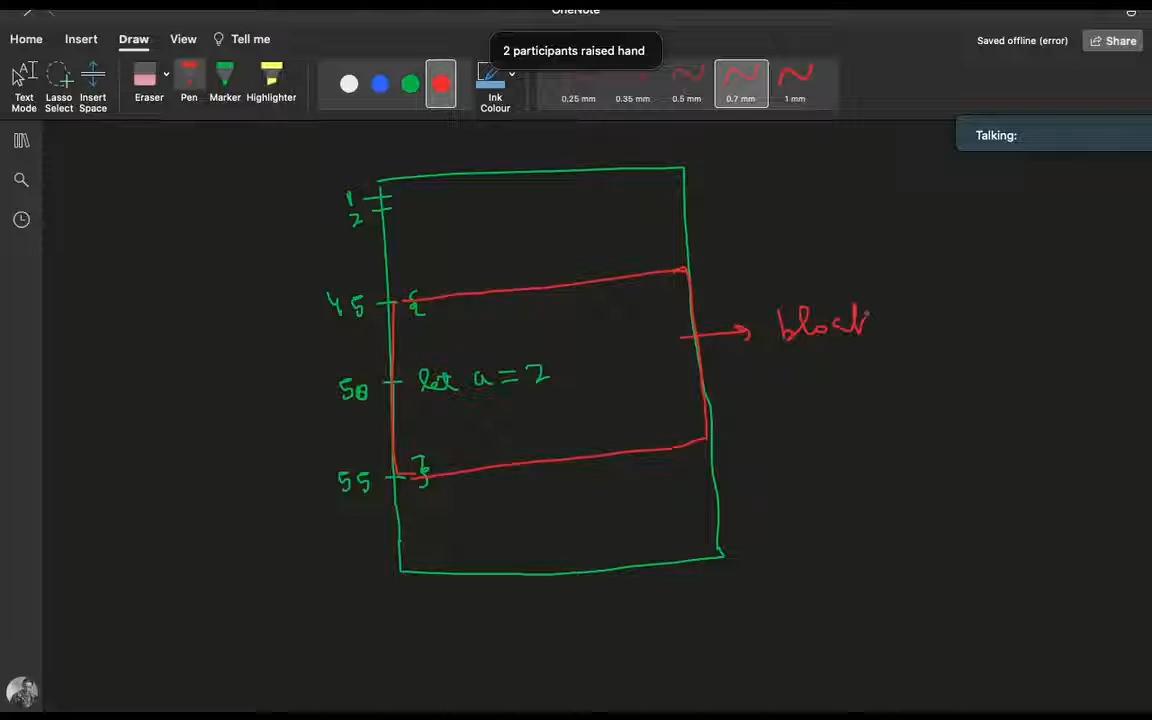 OneNote
2 participants raised hand
Home Insert Draw View Tell me
Saved offline (error) Share
Text Mode
Lasso Select
Insert Space
Eraser
Pen
Marker
Highlighter
Ink Colour
0.25 mm 0.35 mm 0.5 mm 0.7 mm 1 mm
Talking:
1
2
45 {
50 let a = 2
55 }